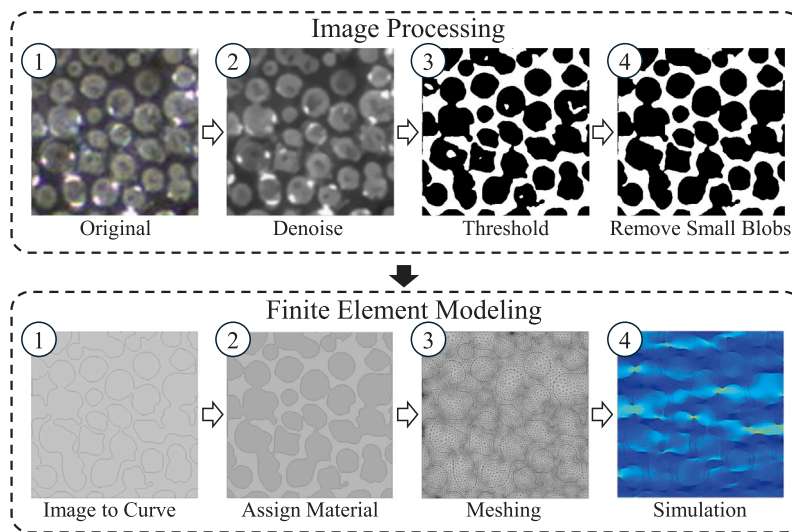 Image Processing
1
2
3
4
Original
Denoise
Threshold
Remove Small Blobs
Finite Element Modeling
1
2
3
4
Image to Curve
Assign Material
Meshing
Simulation